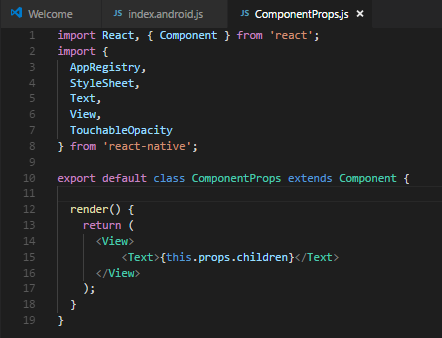 Welcome
index.android.js
ComponentProps.js
1 import React, { Component } from 'react';
2 import {
3   AppRegistry,
4   StyleSheet,
5   Text,
6   View,
7   TouchableOpacity
8 } from 'react-native';
9
10 export default class ComponentProps extends Component {
11
12   render() {
13     return (
14       <View>
15           <Text>{this.props.children}</Text>
16       </View>
17     );
18   }
19 }